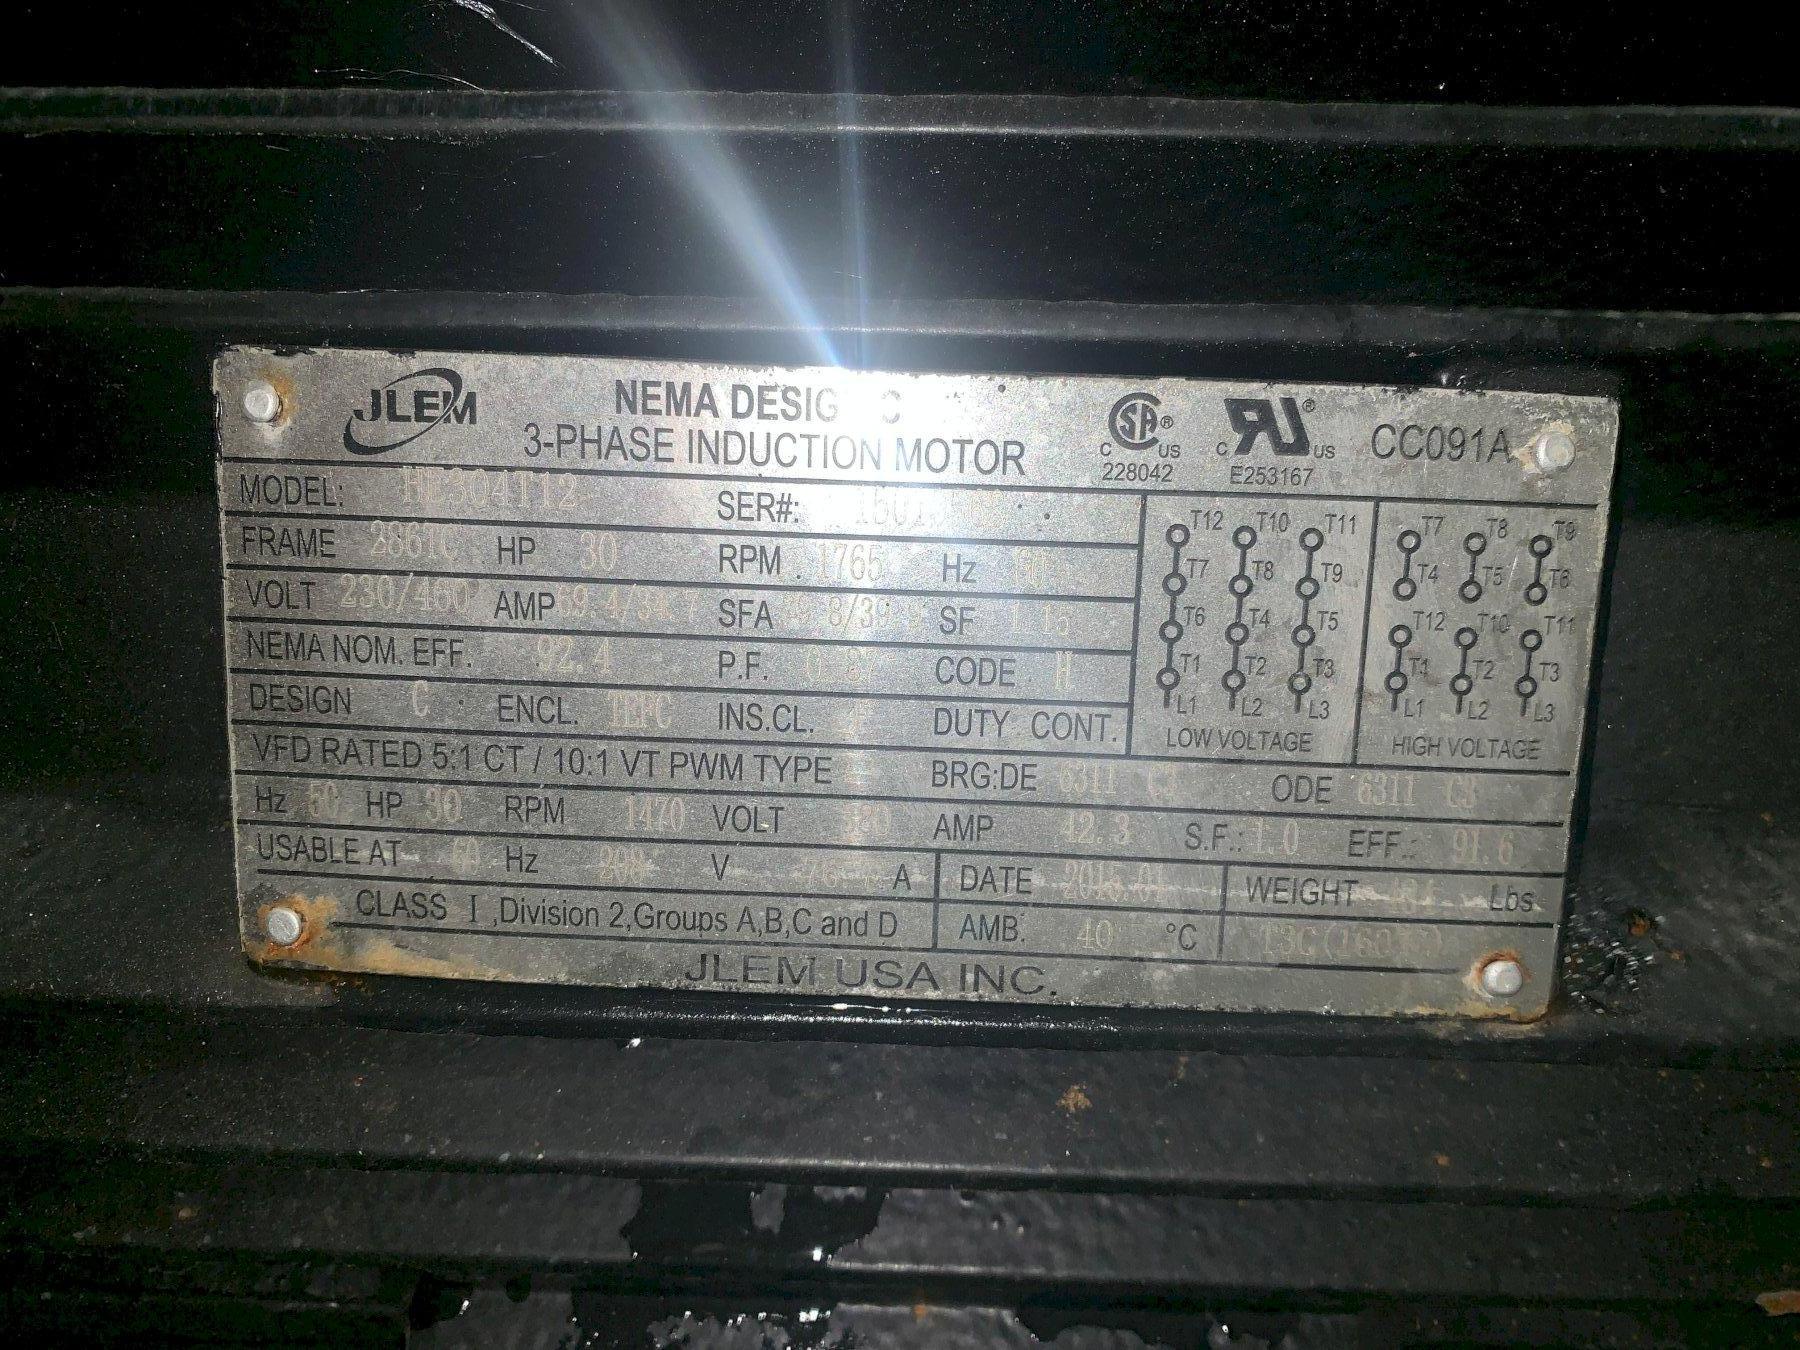 JLEM
NEMA DESIG C
3-PHASE INDUCTION MOTOR
C US
228042
C US
E253167
CC091A
MODEL: SER#:
FRAME HP 30 RPM 1765 Hz 60
VOLT 230/460 AMP 69.4/34.7 SFA SF 1.15
NEMA NOM. EFF. 92.4 P.F. CODE H
DESIGN C ENCL. TEFC INS.CL. F DUTY CONT.
VFD RATED 5:1 CT / 10:1 VT PWM TYPE BRG:DE 6311 C3 ODE 6311 C3
Hz 50 HP 30 RPM 1470 VOLT AMP 42.3 S.F.: 1.0 EFF.: 91.6
USABLE AT 60 Hz 208 V A DATE WEIGHT Lbs
CLASS I ,Division 2,Groups A,B,C and D AMB. 40 °C
JLEM USA INC.
T12 T10 T11
T7 T8 T9
T6 T4 T5
T1 T2 T3
L1 L2 L3
LOW VOLTAGE
T7 T8 T9
T4 T5 T6
T12 T10 T11
T1 T2 T3
L1 L2 L3
HIGH VOLTAGE